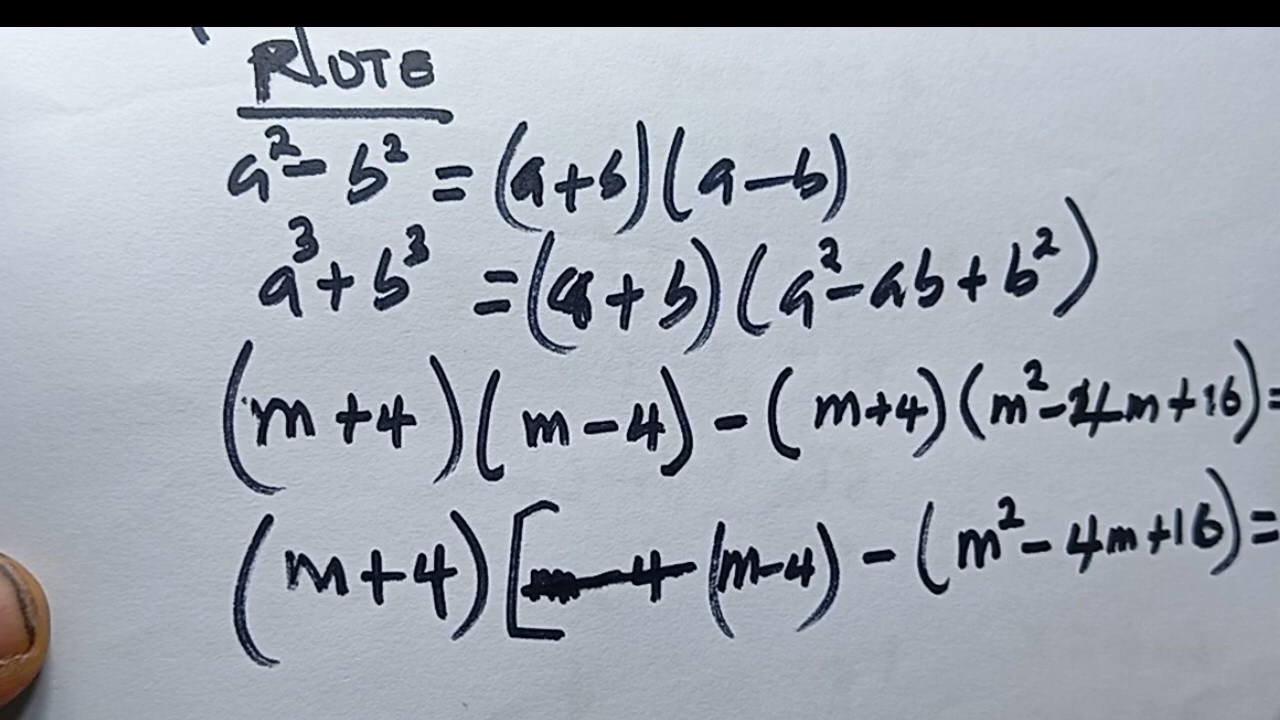 NOTE
a² - b² = (a+b)(a-b)
a³ + b³ = (a+b)(a² - ab + b²)
(m+4)(m-4) - (m+4)(m² - 4m + 16) =
(m+4)[(m-4) - (m² - 4m + 16) =